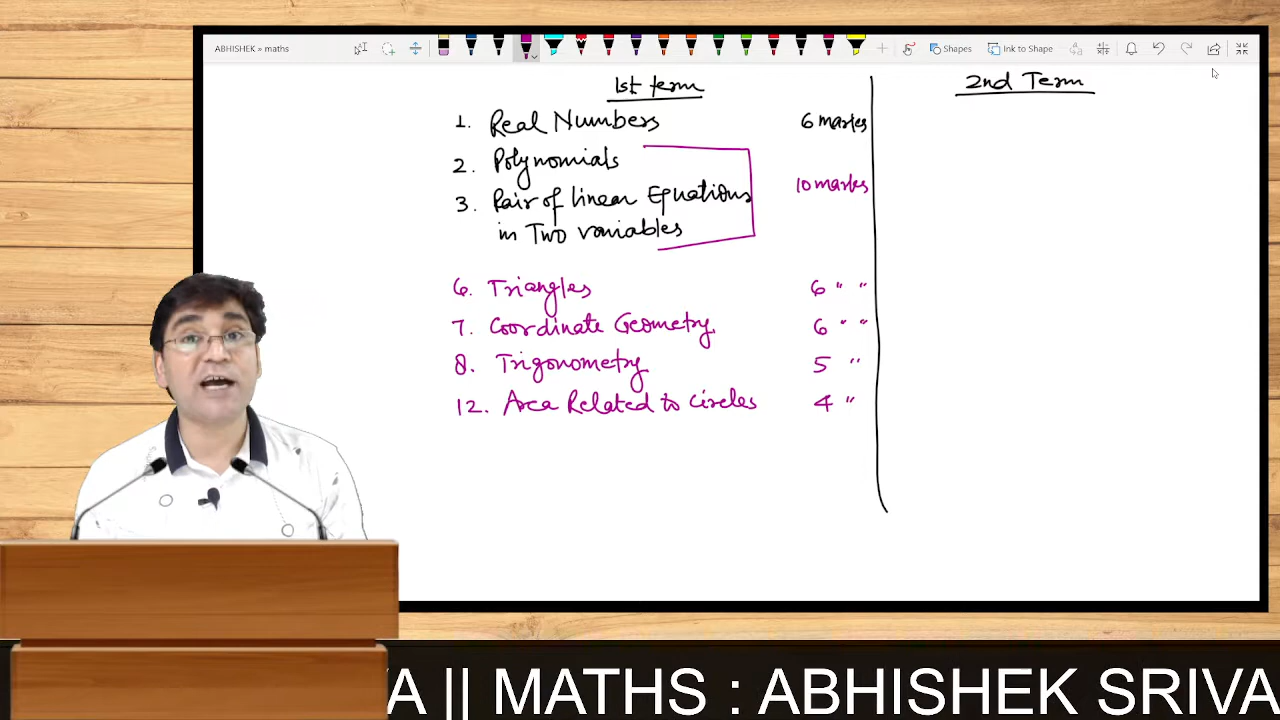 ABHISHEK » maths
Shapes
Ink to Shape
1st term
2nd Term
1. Real Numbers 6 marks
2. Polynomials
10 marks
3. Pair of linear Equations
in Two variables
6. Triangles 6 " "
7. Coordinate Geometry 6 " "
8. Trigonometry 5 "
12. Area Related to Circles 4 "
VA || MATHS : ABHISHEK SRIVA